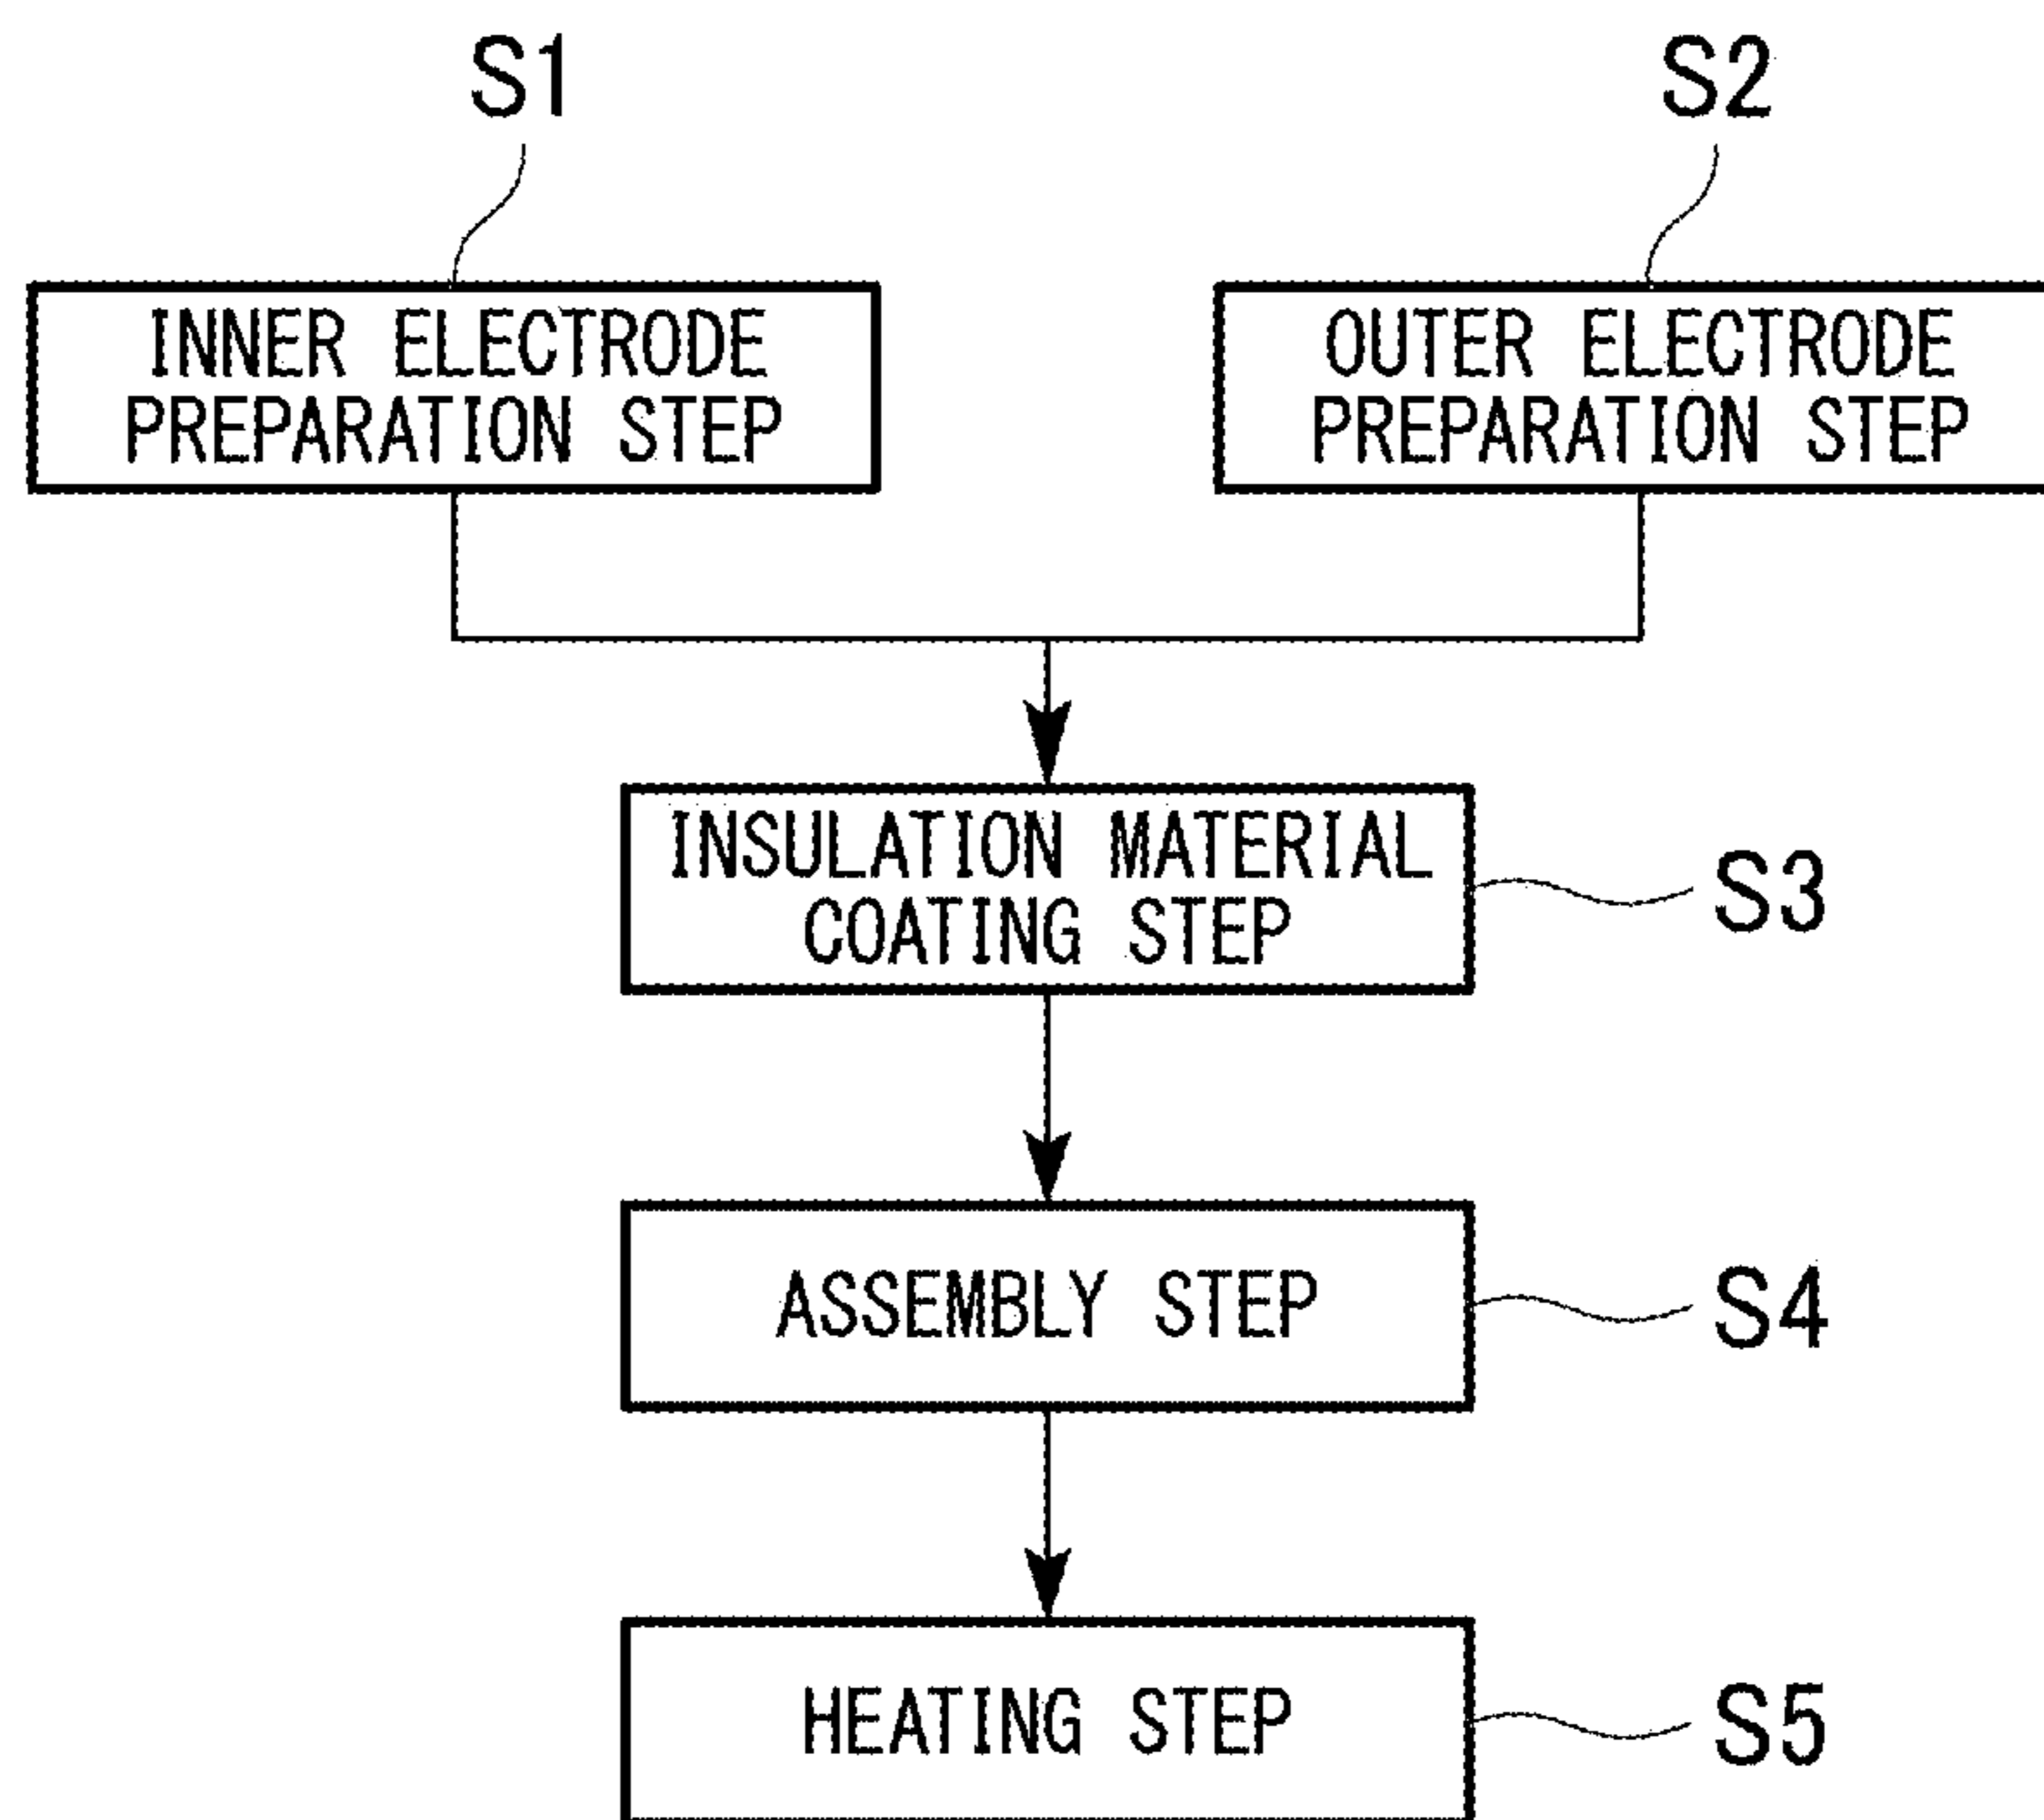 S1
S2
INNER ELECTRODE
PREPARATION STEP
OUTER ELECTRODE
PREPARATION STEP
INSULATION MATERIAL
COATING STEP
S3
ASSEMBLY STEP
S4
HEATING STEP
S5